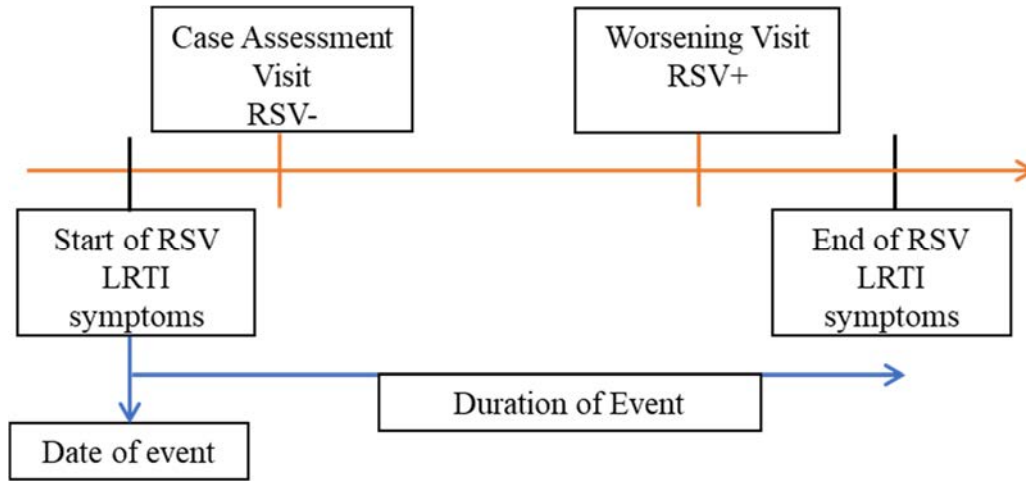 Case Assessment
Visit
RSV-
Worsening Visit
RSV+
Start of RSV
LRTI
symptoms
End of RSV
LRTI
symptoms
Duration of Event
Date of event